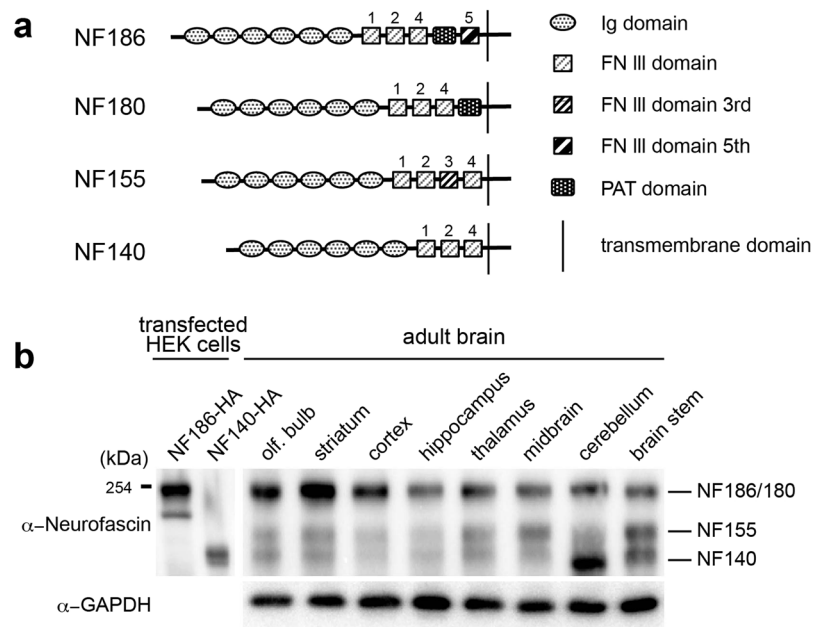 a
NF186
1 2 4 5
NF180
1 2 4
NF155
1 2 3 4
NF140
1 2 4
Ig domain
FN III domain
FN III domain 3rd
FN III domain 5th
PAT domain
transmembrane domain
b
transfected
HEK cells
adult brain
NF186-HA
NF140-HA
olf. bulb
striatum
cortex
hippocampus
thalamus
midbrain
cerebellum
brain stem
(kDa)
254
α-Neurofascin
NF186/180
NF155
NF140
α-GAPDH